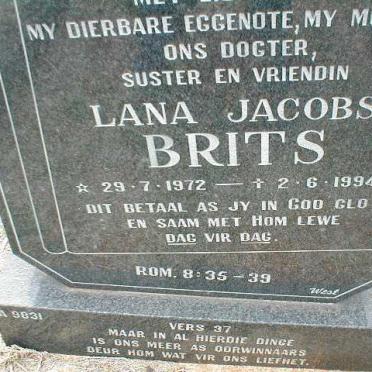 MY DIERBARE EGGENOTE, MY
ONS DOGTER,
SUSTER EN VRIENDIN
LANA JACOBS
BRITS
☆ 29-7-1972 — † 2-6-1994
DIT BETAAL AS JY IN GOD GLO
EN SAAM MET HOM LEWE
DAG VIR DAG.
ROM. 8:35-39
West
A 9831
VERS 37
MAAR IN AL HIERDIE DINGE
IS ONS MEER AS OORWINNAARS
DEUR HOM WAT VIR ONS LIEFHET.